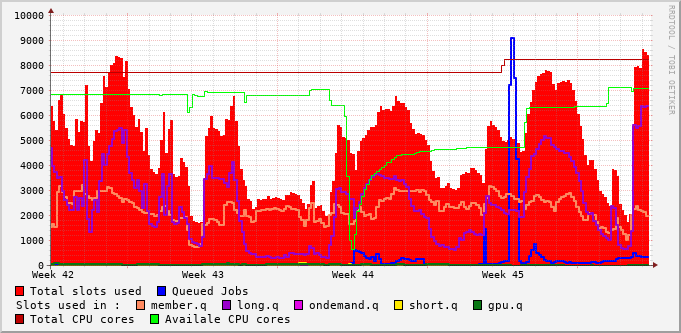 10000
9000
8000
7000
6000
5000
4000
3000
2000
1000
0
Week 42 Week 43 Week 44 Week 45
RRDTOOL / TOBI OETIKER
Total slots used Queued Jobs
Slots used in : member.q long.q ondemand.q short.q gpu.q
Total CPU cores Availale CPU cores